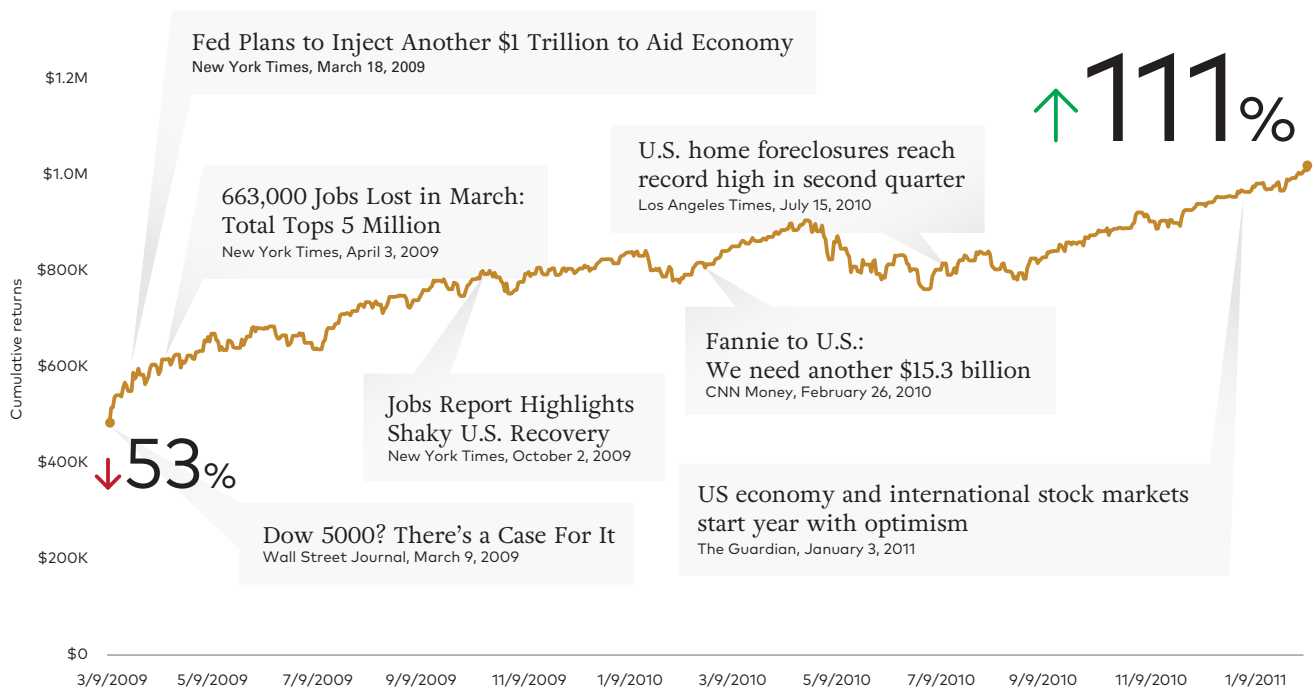 Fed Plans to Inject Another $1 Trillion to Aid Economy
New York Times, March 18, 2009
111%
$1.2M
U.S. home foreclosures reach
record high in second quarter
Los Angeles Times, July 15, 2010
$1.0M
663,000 Jobs Lost in March:
Total Tops 5 Million
New York Times, April 3, 2009
$800K
Cumulative returns
Fannie to U.S.:
We need another $15.3 billion
CNN Money, February 26, 2010
$600K
Jobs Report Highlights
Shaky U.S. Recovery
New York Times, October 2, 2009
$400K
53%
US economy and international stock markets
start year with optimism
The Guardian, January 3, 2011
Dow 5000? There’s a Case For It
Wall Street Journal, March 9, 2009
$200K
$0
3/9/2009 5/9/2009 7/9/2009 9/9/2009 11/9/2009 1/9/2010 3/9/2010 5/9/2010 7/9/2010 9/9/2010 11/9/2010 1/9/2011